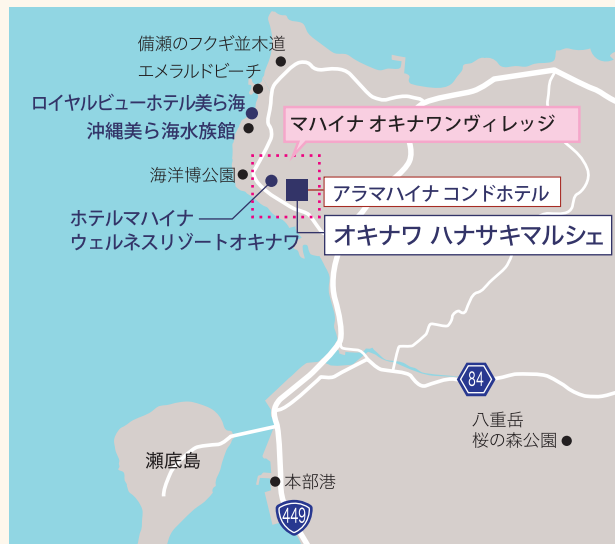 備瀬のフクギ並木道
エメラルドビーチ
ロイヤルビューホテル美ら海
沖縄美ら海水族館
マハイナ オキナワンヴィレッジ
海洋博公園
アラマハイナ コンドホテル
ホテルマハイナ
ウェルネスリゾートオキナワ
オキナワ ハナサキマルシェ
84
八重岳
桜の森公園
瀬底島
本部港
449